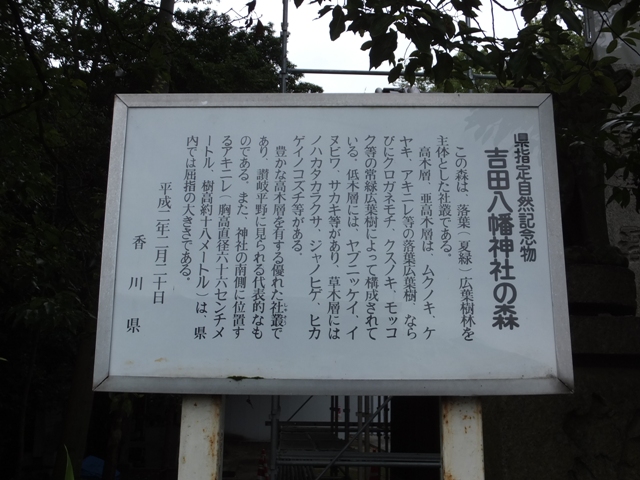 県指定自然記念物
吉田八幡神社の森
この森は、落葉（夏緑）広葉樹林を
主体とした社叢である。
高木層、亜高木層は、ムクノキ、ケ
ヤキ、アキニレ等の落葉広葉樹、なら
びにクロガネモチ、クスノキ、モッコ
ク等の常緑広葉樹によって構成されて
いる。低木層には、ヤブニッケイ、イ
ヌビワ、サカキ等があり、草木層には
ノハカタカラクサ、ジャノヒゲ、ヒカ
ゲイノコズチ等がある。
豊かな高木層を有する優れた社叢で
あり、讃岐平野に見られる代表的なも
のである。また、神社の南側に位置す
るアキニレ（胸高直径六十六センチメ
ートル、樹高約十八メートル）は、県
内では屈指の大きさである。
平成二年二月二十日
香川県